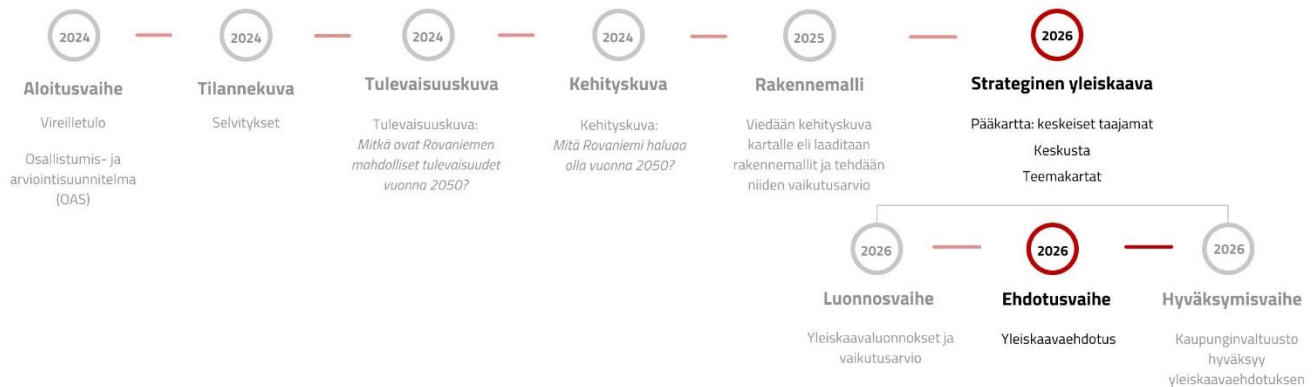 2024
Aloitusvaihe
Vireilletulo
Osallistumis- ja
arviointisuunnitelma
(OAS)
2024
Tilannekuva
Selvitykset
2024
Tulevaisuuskuva
Tulevaisuuskuva:
Mitkä ovat Rovaniemen
mahdolliset tulevaisuudet
vuonna 2050?
2024
Kehityskuva
Kehityskuva:
Mitä Rovaniemi haluaa
olla vuonna 2050?
2025
Rakennemalli
Viedään kehityskuva
kartalle eli laaditaan
rakennemallit ja tehdään
niiden vaikutusarvio
2026
Strateginen yleiskaava
Pääkartta: keskeiset taajamat
Keskusta
Teemakartat
2026
Luonnosvaihe
Yleiskaavaluonnokset ja
vaikutusarvio
2026
Ehdotusvaihe
Yleiskaavaehdotus
2026
Hyväksymisvaihe
Kaupunginvaltuusto
hyväksyy
yleiskaavaehdotuksen